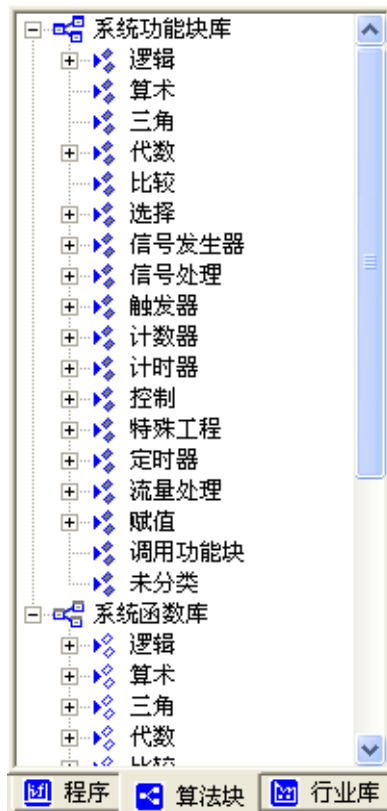 系统功能块库
逻辑
算术
三角
代数
比较
选择
信号发生器
信号处理
触发器
计数器
计时器
控制
特殊工程
定时器
流量处理
赋值
调用功能块
未分类
系统函数库
逻辑
算术
三角
代数
比较
程序 算法块 行业库